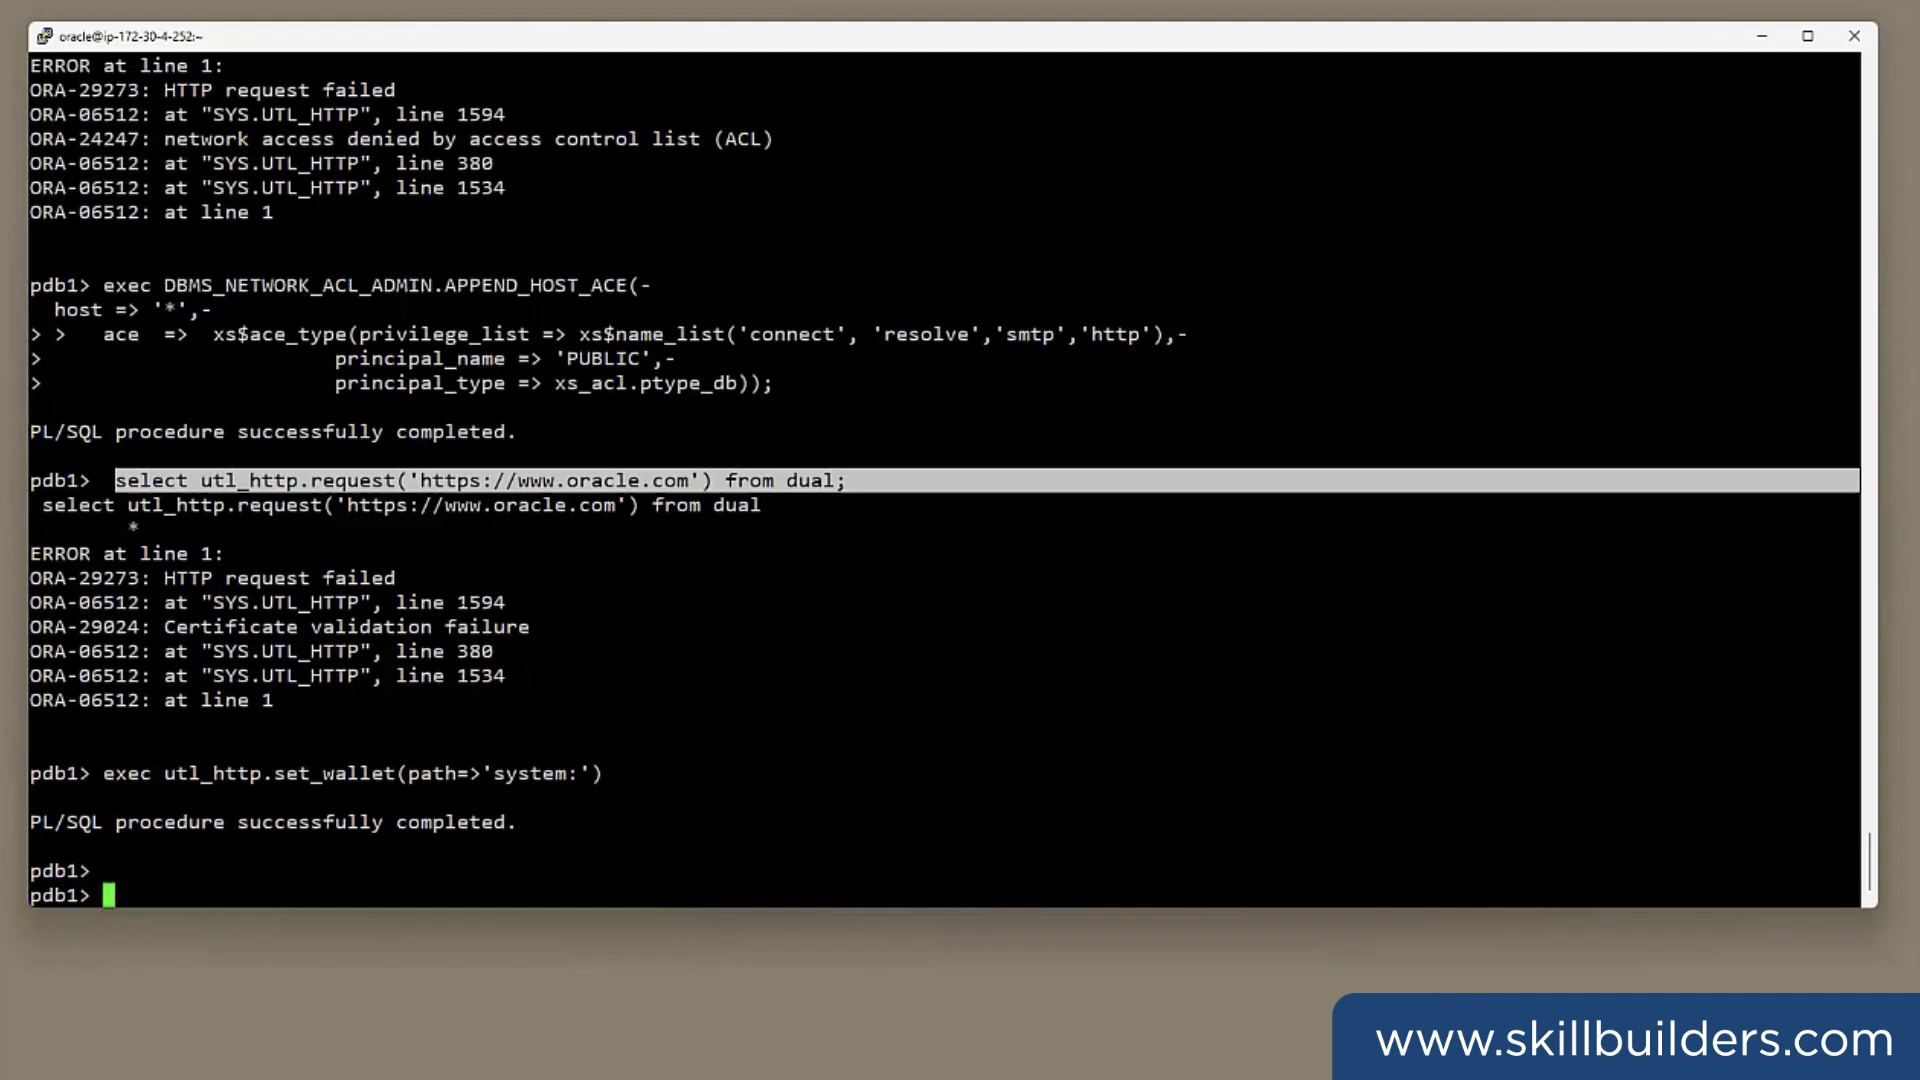 oracle@ip-172-30-4-252:~
ERROR at line 1:
ORA-29273: HTTP request failed
ORA-06512: at "SYS.UTL_HTTP", line 1594
ORA-24247: network access denied by access control list (ACL)
ORA-06512: at "SYS.UTL_HTTP", line 380
ORA-06512: at "SYS.UTL_HTTP", line 1534
ORA-06512: at line 1
pdb1> exec DBMS_NETWORK_ACL_ADMIN.APPEND_HOST_ACE(-
  host => '*',-
> >   ace  =>  xs$ace_type(privilege_list => xs$name_list('connect', 'resolve','smtp','http'),-
>                        principal_name => 'PUBLIC',-
>                        principal_type => xs_acl.ptype_db));
PL/SQL procedure successfully completed.
pdb1>  select utl_http.request('https://www.oracle.com') from dual;
 select utl_http.request('https://www.oracle.com') from dual
        *
ERROR at line 1:
ORA-29273: HTTP request failed
ORA-06512: at "SYS.UTL_HTTP", line 1594
ORA-29024: Certificate validation failure
ORA-06512: at "SYS.UTL_HTTP", line 380
ORA-06512: at "SYS.UTL_HTTP", line 1534
ORA-06512: at line 1
pdb1> exec utl_http.set_wallet(path=>'system:')
PL/SQL procedure successfully completed.
pdb1>
pdb1>
www.skillbuilders.com